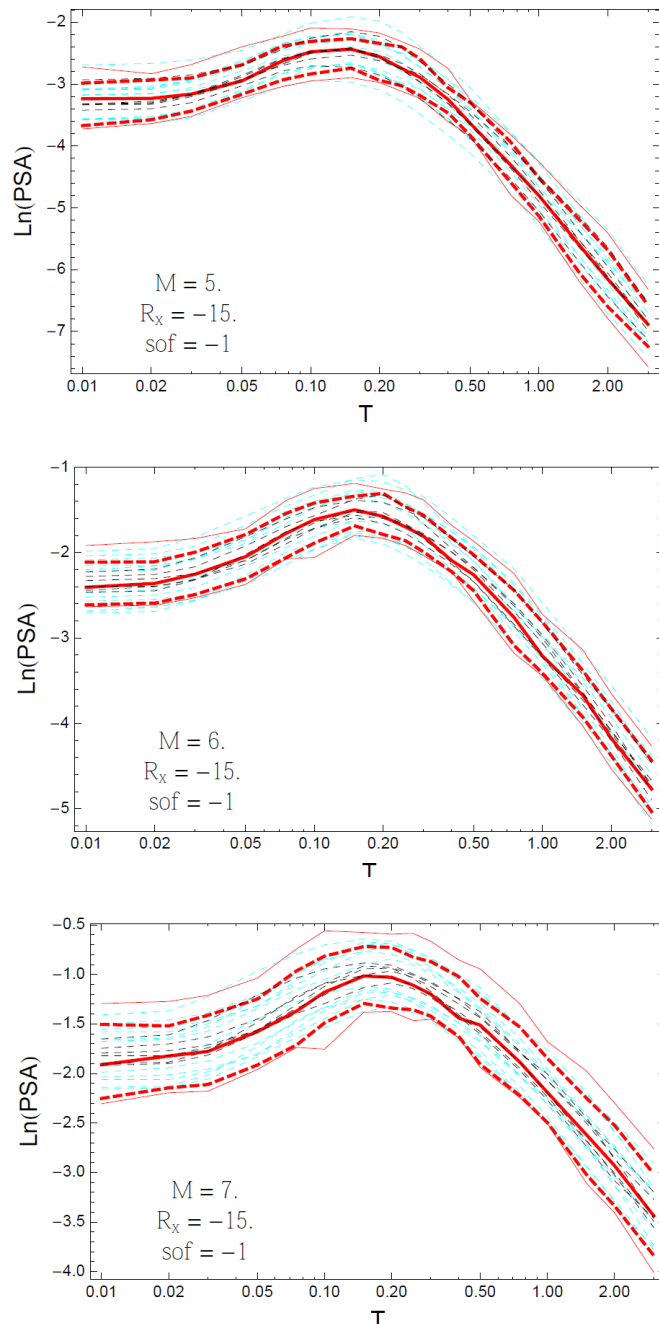 −2
−3
−4
−5
−6
−7
Ln(PSA)
M = 5.
Rx = −15.
sof = −1
0.01 0.02 0.05 0.10 0.20 0.50 1.00 2.00
T
−1
−2
−3
−4
−5
Ln(PSA)
M = 6.
Rx = −15.
sof = −1
0.01 0.02 0.05 0.10 0.20 0.50 1.00 2.00
T
−0.5
−1.0
−1.5
−2.0
−2.5
−3.0
−3.5
−4.0
Ln(PSA)
M = 7.
Rx = −15.
sof = −1
0.01 0.02 0.05 0.10 0.20 0.50 1.00 2.00
T